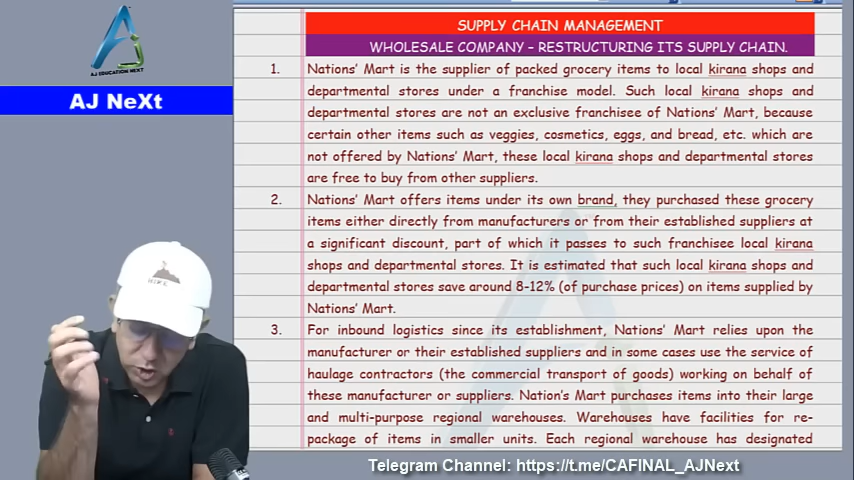 SUPPLY CHAIN MANAGEMENT
WHOLESALE COMPANY – RESTRUCTURING ITS SUPPLY CHAIN.
AJ EDUCATION NEXT
AJ NeXt
1. Nations' Mart is the supplier of packed grocery items to local kirana shops and
departmental stores under a franchise model. Such local kirana shops and
departmental stores are not an exclusive franchisee of Nations' Mart, because
certain other items such as veggies, cosmetics, eggs, and bread, etc. which are
not offered by Nations' Mart, these local kirana shops and departmental stores
are free to buy from other suppliers.
2. Nations' Mart offers items under its own brand, they purchased these grocery
items either directly from manufacturers or from their established suppliers at
a significant discount, part of which it passes to such franchisee local kirana
shops and departmental stores. It is estimated that such local kirana shops and
departmental stores save around 8-12% (of purchase prices) on items supplied by
Nations' Mart.
3. For inbound logistics since its establishment, Nations' Mart relies upon the
manufacturer or their established suppliers and in some cases use the service of
haulage contractors (the commercial transport of goods) working on behalf of
these manufacturer or suppliers. Nation's Mart purchases items into their large
and multi-purpose regional warehouses. Warehouses have facilities for re-
package of items in smaller units. Each regional warehouse has designated
Telegram Channel: https://t.me/CAFINAL_AJNext